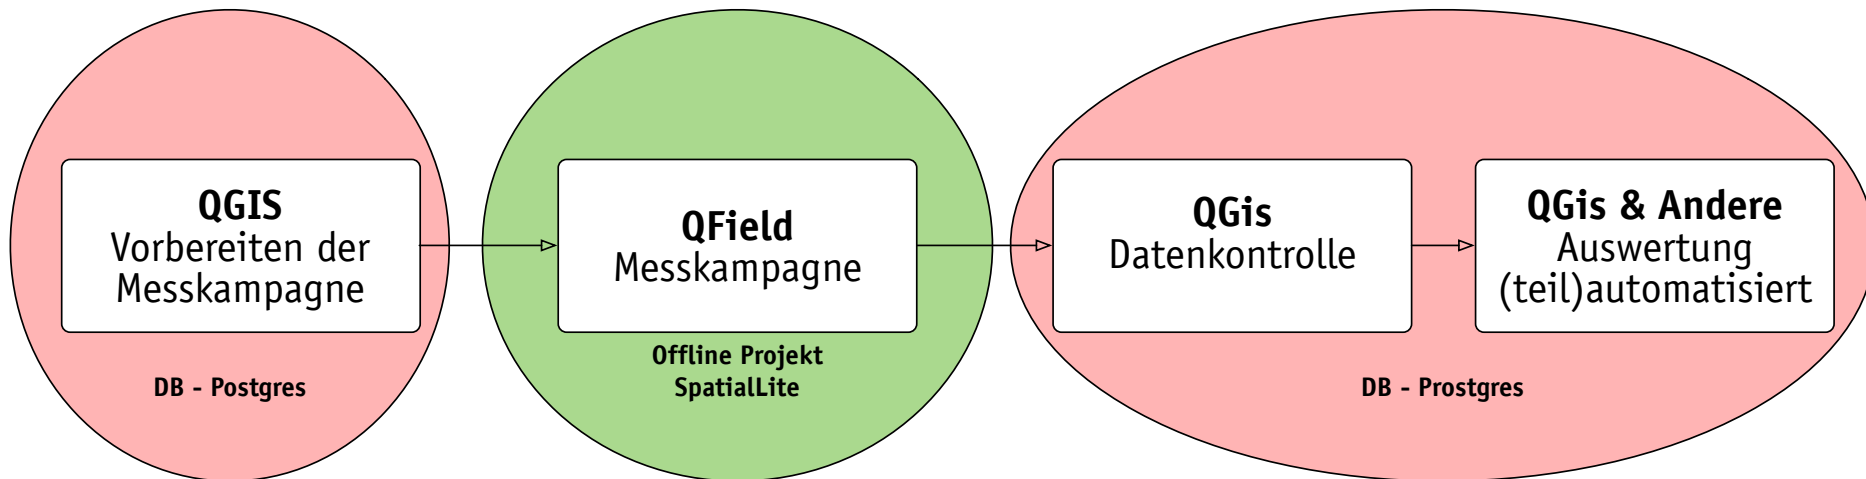 QGIS
Vorbereiten der
Messkampagne
DB - Postgres
QField
Messkampagne
Offline Projekt
SpatialLite
QGis
Datenkontrolle
QGis & Andere
Auswertung
(teil)automatisiert
DB - Prostgres